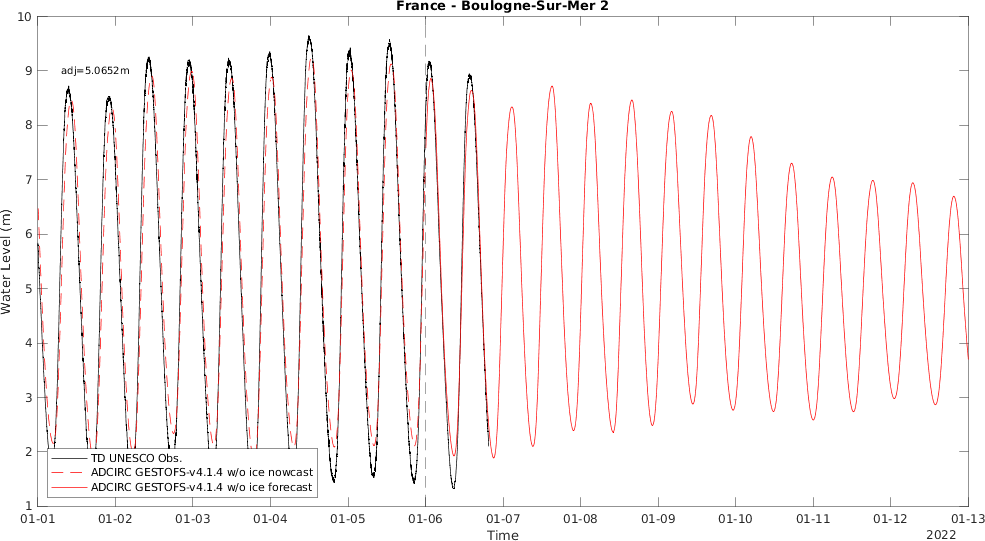 France - Boulogne-Sur-Mer 2
adj=5.0652m
Water Level (m)
10
9
8
7
6
5
4
3
2
1
TD UNESCO Obs.
ADCIRC GESTOFS-v4.1.4 w/o ice nowcast
ADCIRC GESTOFS-v4.1.4 w/o ice forecast
01-01 01-02 01-03 01-04 01-05 01-06 01-07 01-08 01-09 01-10 01-11 01-12 01-13
Time
2022